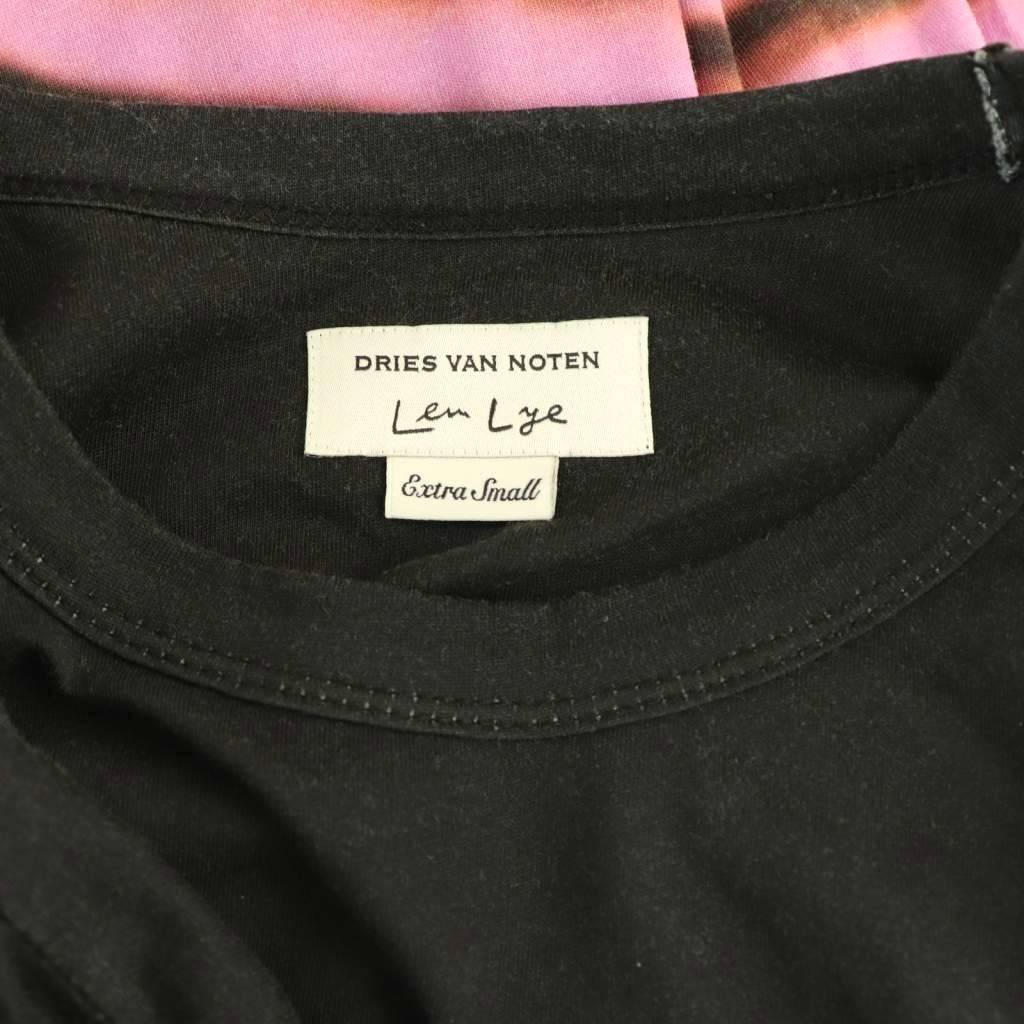 DRIES VAN NOTEN
Len Lye
Extra Small